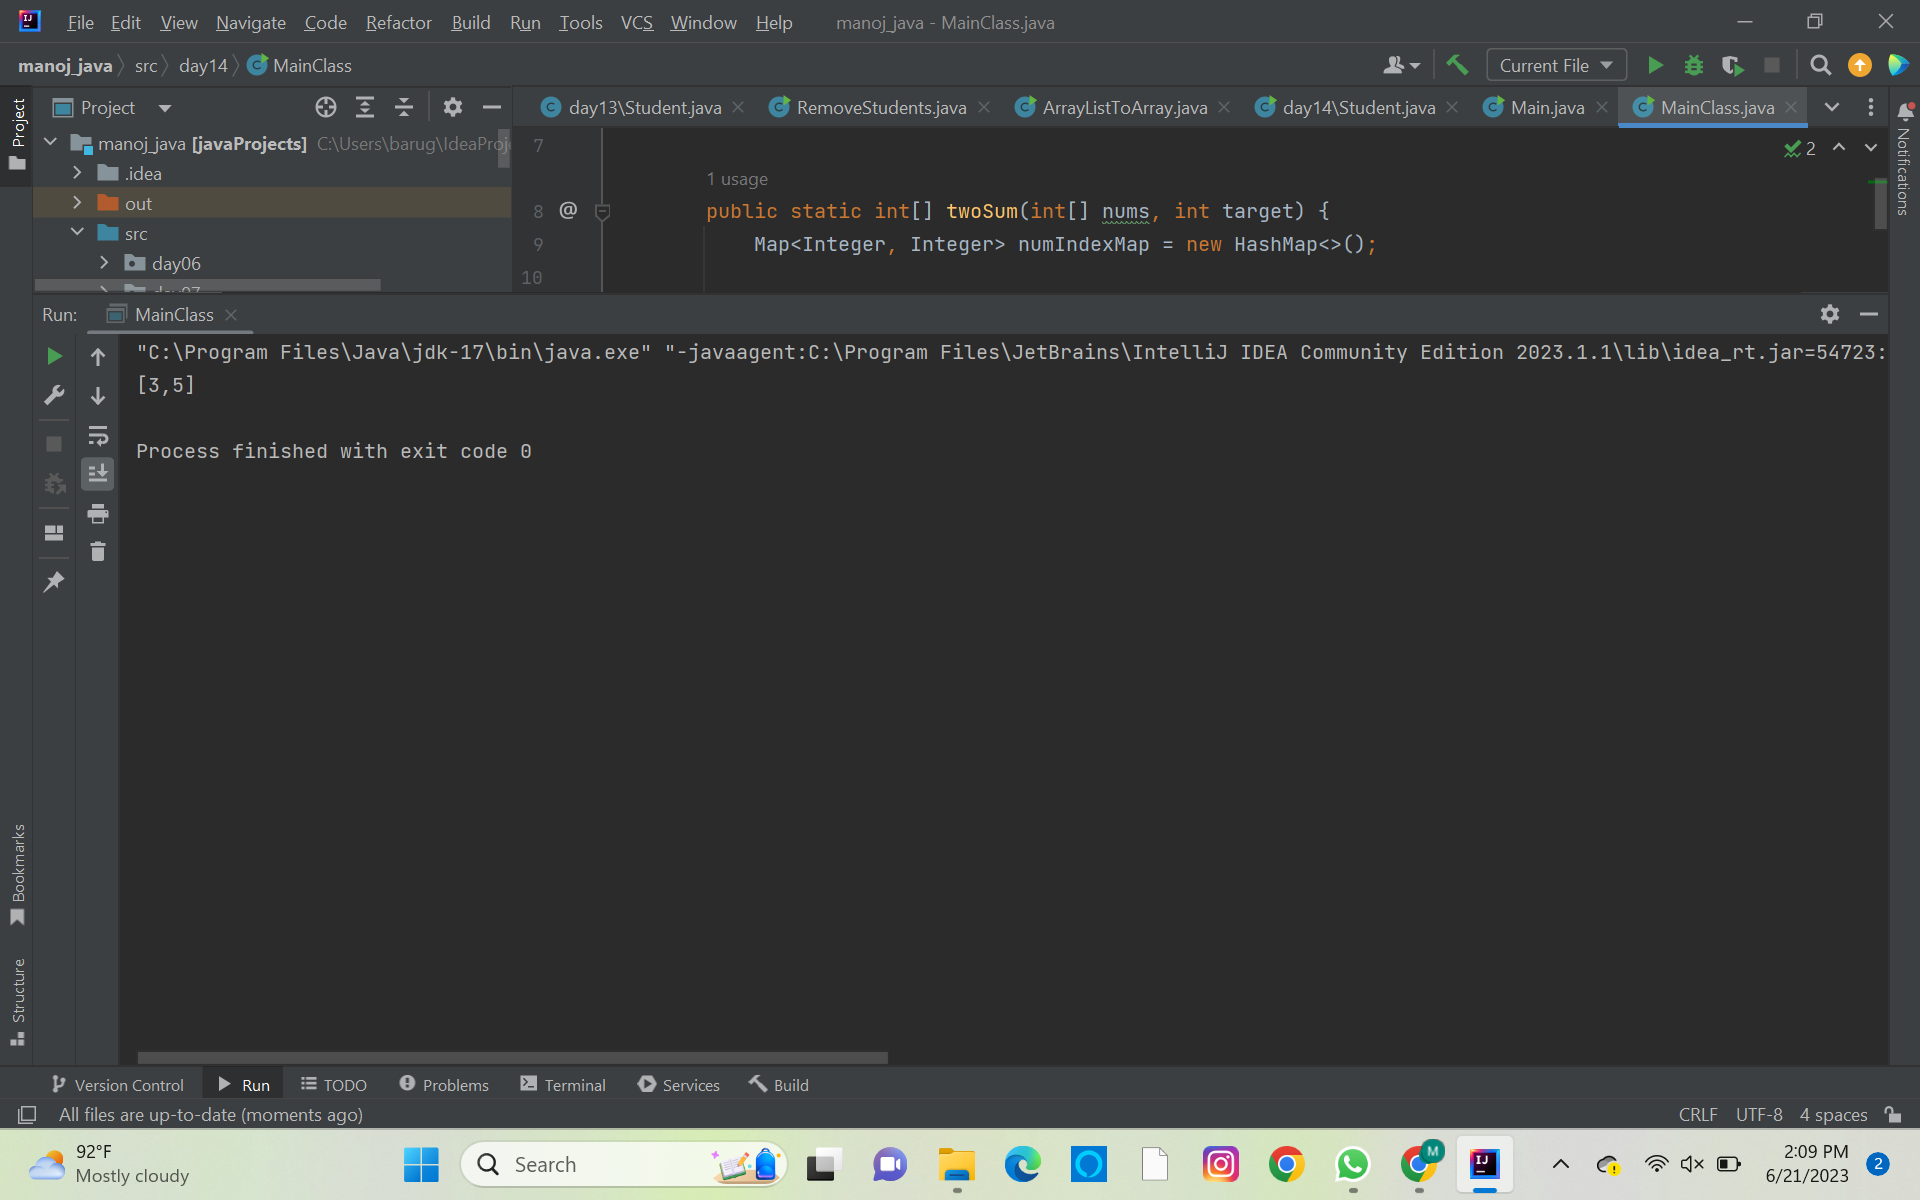 File Edit View Navigate Code Refactor Build Run Tools VCS Window Help manoj_java - MainClass.java
manoj_java src day14 MainClass
Current File
Project
Project
day13\Student.java RemoveStudents.java ArrayListToArray.java day14\Student.java Main.java MainClass.java
manoj_java [javaProjects] C:\Users\barug\IdeaProj
.idea
out
src
day06
day07
7
2
1 usage
8 @ public static int[] twoSum(int[] nums, int target) {
9 Map<Integer, Integer> numIndexMap = new HashMap<>();
10
Notifications
Run: MainClass
"C:\Program Files\Java\jdk-17\bin\java.exe" "-javaagent:C:\Program Files\JetBrains\IntelliJ IDEA Community Edition 2023.1.1\lib\idea_rt.jar=54723:
[3,5]
Process finished with exit code 0
Bookmarks
Structure
Version Control Run TODO Problems Terminal Services Build
All files are up-to-date (moments ago)
CRLF UTF-8 4 spaces
92°F
Mostly cloudy
Search
M
IJ
2:09 PM
6/21/2023
2